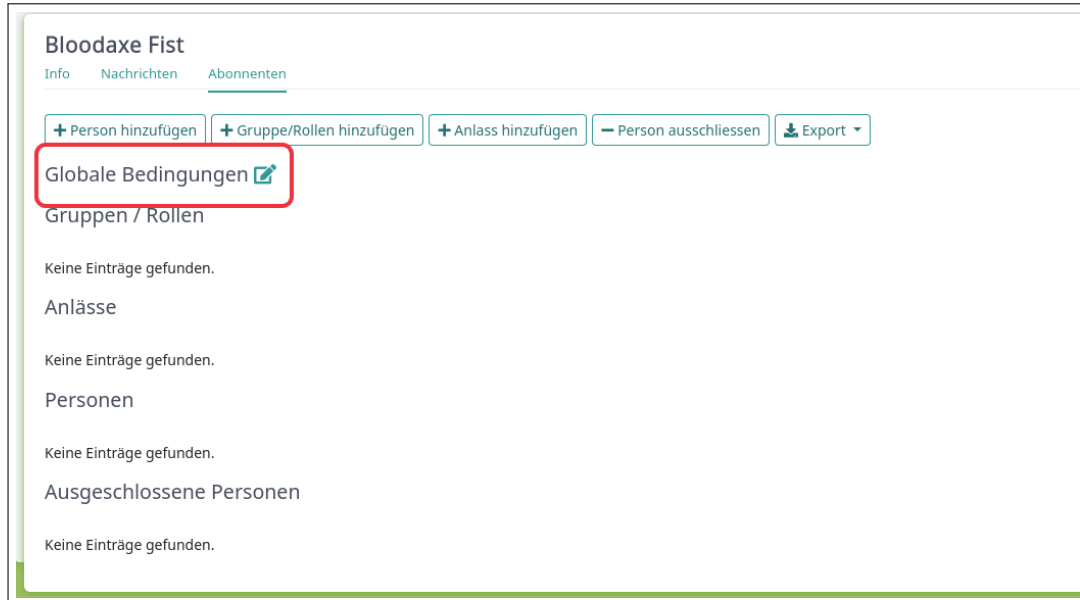 Bloodaxe Fist
Info Nachrichten Abonnenten
+ Person hinzufügen + Gruppe/Rollen hinzufügen + Anlass hinzufügen − Person ausschliessen Export
Globale Bedingungen
Gruppen / Rollen
Keine Einträge gefunden.
Anlässe
Keine Einträge gefunden.
Personen
Keine Einträge gefunden.
Ausgeschlossene Personen
Keine Einträge gefunden.